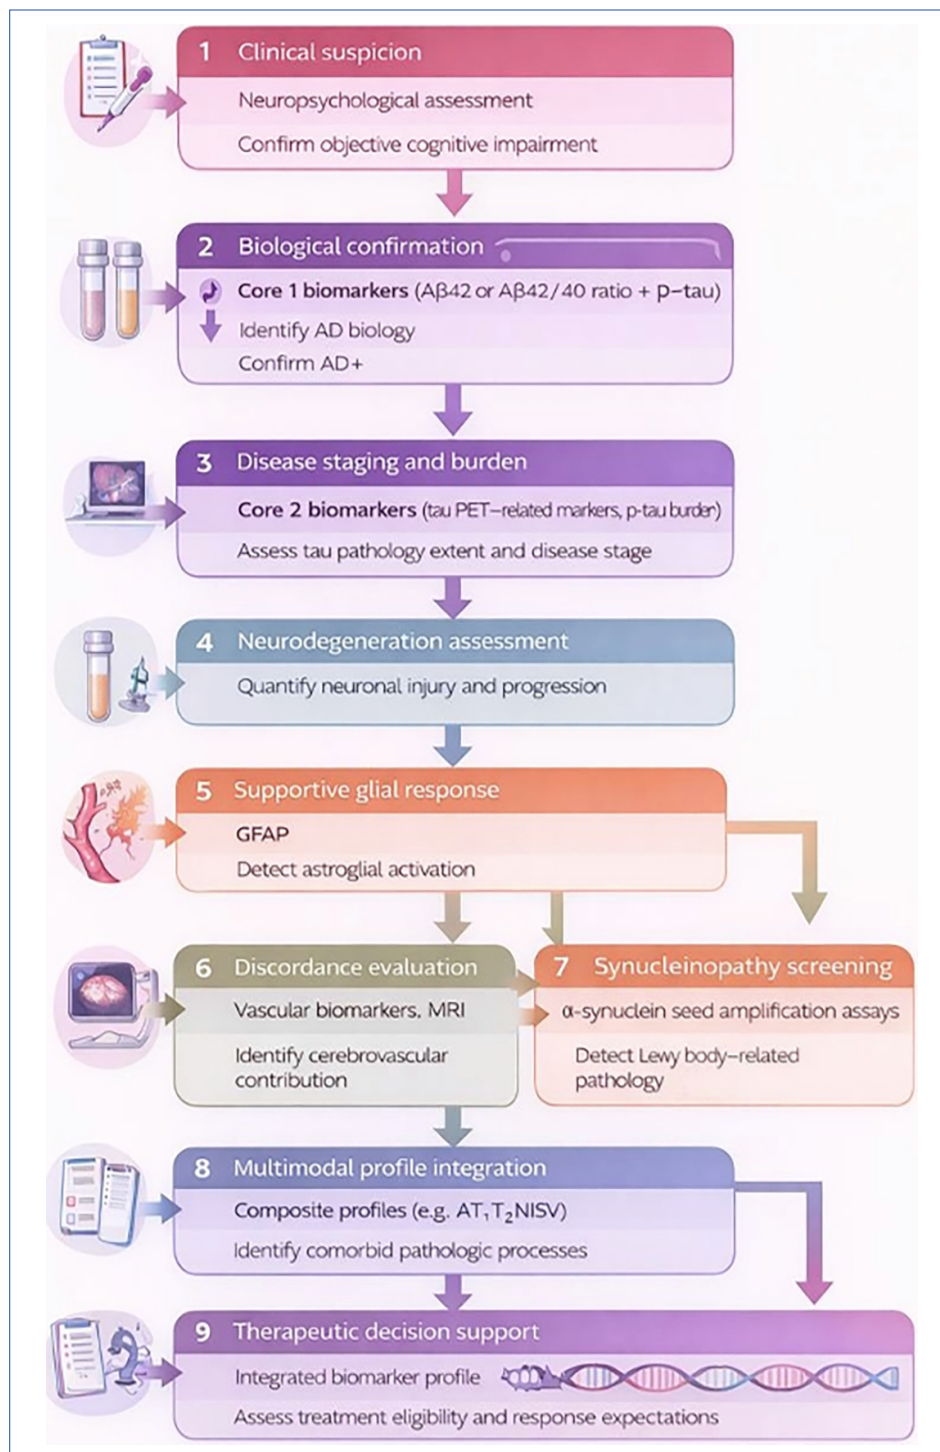 1 Clinical suspicion
Neuropsychological assessment
Confirm objective cognitive impairment
2 Biological confirmation
Core 1 biomarkers (Aβ42 or Aβ42/40 ratio + p–tau)
Identify AD biology
Confirm AD+
3 Disease staging and burden
Core 2 biomarkers (tau PET–related markers, p-tau burden)
Assess tau pathology extent and disease stage
4 Neurodegeneration assessment
Quantify neuronal injury and progression
5 Supportive glial response
GFAP
Detect astroglial activation
6 Discordance evaluation
Vascular biomarkers, MRI
Identify cerebrovascular
contribution
7 Synucleinopathy screening
α-synuclein seed amplification assays
Detect Lewy body–related
pathology
8 Multimodal profile integration
Composite profiles (e.g. AT₁T₂NISV)
Identify comorbid pathologic processes
9 Therapeutic decision support
Integrated biomarker profile
Assess treatment eligibility and response expectations